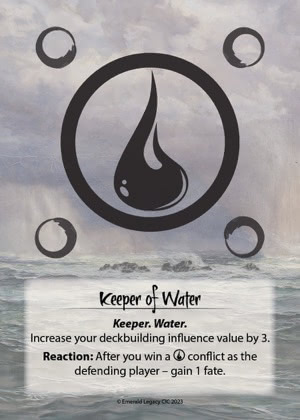 Keeper of Water
Keeper. Water.
Increase your deckbuilding influence value by 3.
Reaction: After you win a conflict as the
defending player – gain 1 fate.
© Emerald Legacy CIC 2023